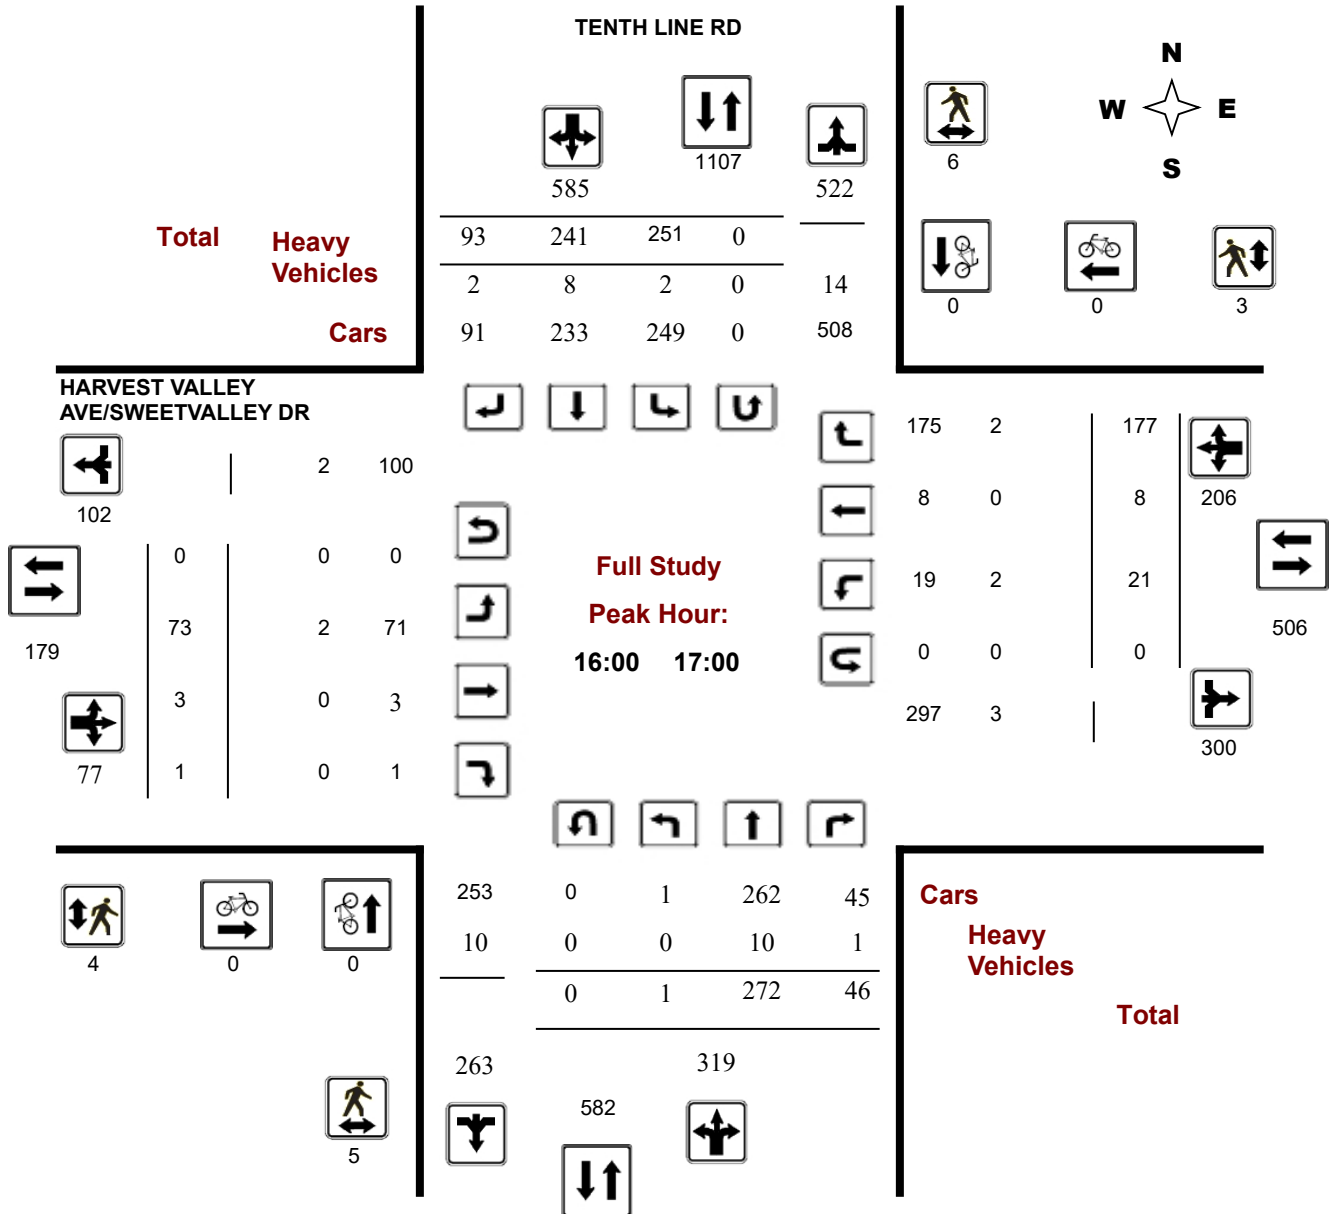 TENTH LINE RD
N
W E
S
1107
6
585 522
Total Heavy
Vehicles
93 241 251 0
2 8 2 0 14
0 0 3
Cars 91 233 249 0 508
HARVEST VALLEY
AVE/SWEETVALLEY DR
175 2 177
2 100
102
8 0 8 206
0 0 0
Full Study
19 2 21
Peak Hour:
73 2 71
506
179
16:00 17:00
0 0 0
3 0 3
297 3
300
77 1 0 1
253 0 1 262 45 Cars
10 0 0 10 1 Heavy
Vehicles
4 0 0
0 1 272 46
Total
263 319
582
5